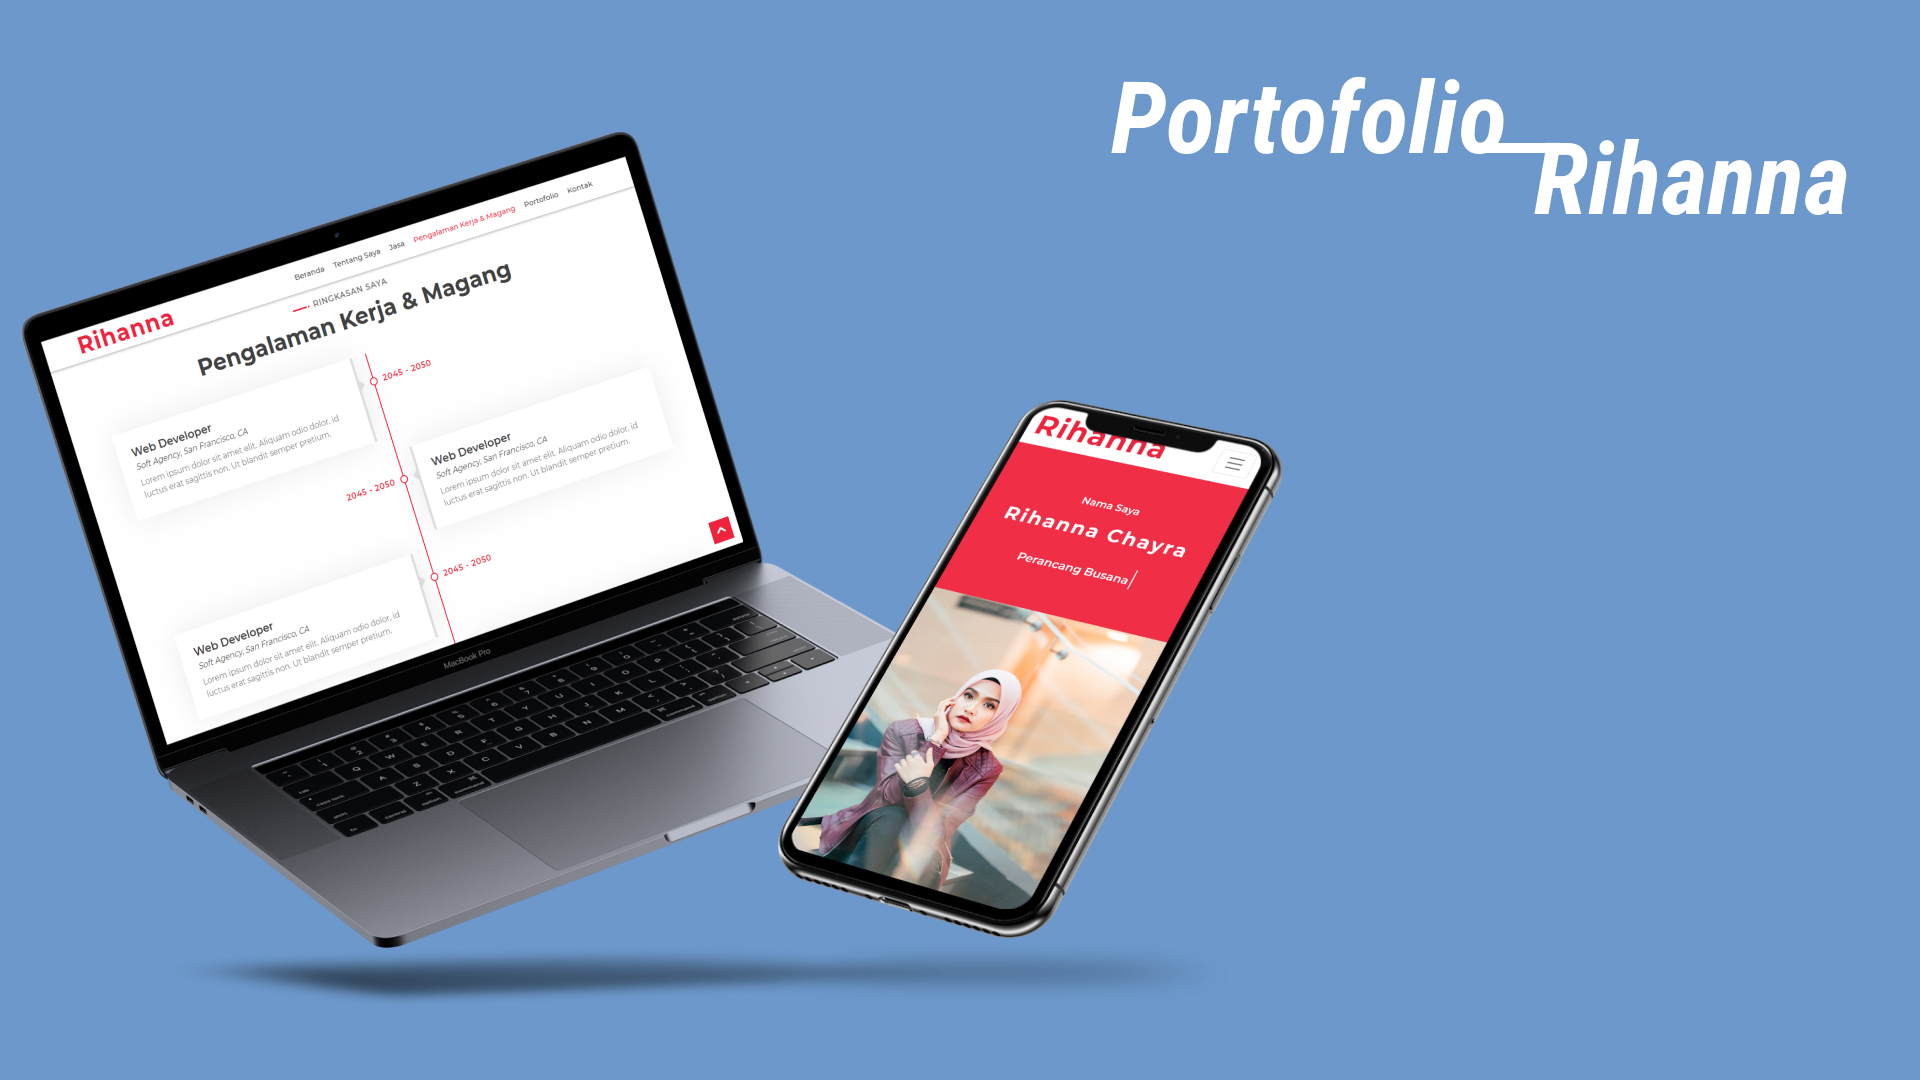 Portofolio
Rihanna
Rihanna
Beranda Tentang Saya Jasa Pengalaman Kerja & Magang Portofolio Kontak
RINGKASAN SAYA
Pengalaman Kerja & Magang
2045 - 2050
Web Developer
Soft Agency, San Francisco, CA
Lorem ipsum dolor sit amet elit. Aliquam odio dolor, id
luctus erat sagittis non. Ut blandit semper pretium.
2045 - 2050
Web Developer
Soft Agency, San Francisco, CA
Lorem ipsum dolor sit amet elit. Aliquam odio dolor, id
luctus erat sagittis non. Ut blandit semper pretium.
2045 - 2050
Web Developer
Soft Agency, San Francisco, CA
Lorem ipsum dolor sit amet elit. Aliquam odio dolor, id
luctus erat sagittis non. Ut blandit semper pretium.
MacBook Pro
Rihanna
Nama Saya
Rihanna Chayra
Perancang Busana